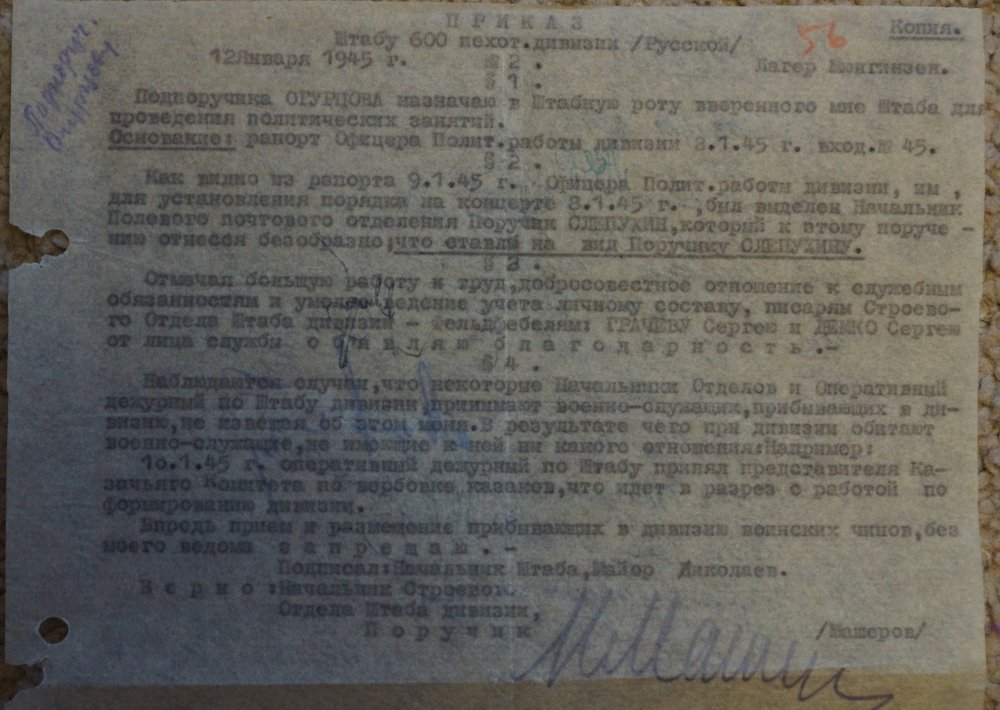 П Р И К А З
Копия.
Штабу 600 пехот.дивизии /Русской/
56
12Января 1945 г. № 2 .
Лагер Мюнгинзен.
§ 1 .
Подпоручика ОГУРЦОВА назначаю в Штабную роту вверенного мне Штаба для
проведения политических занятий.
Основание: рапорт Офицера Полит.работы дивизии 8.1.45 г. вход.№ 45.
§ 2 .
Как видно из рапорта 9.1.45 г. Офицера Полит.работы дивизии, им ,
для установления порядка на концерте 8.1.45 г. ,был выделен Начальник
Полевого почтового отделения Поручик СЛЕПУХИН,который к этому поруче -
нию отнесся безобразно,что ставлю на вид Поручику СЛЕПУХИНУ.
§ 3 .
Отмечая большую работу и труд,добросовестное отношение к служебным
обязанностям и умелое ведение учета личному составу, писарям Строево-
го Отдела Штаба дивизии - Фельдфебелям: ГРАЧЕВУ Сергею и ДЕМКО Сергею
от лица службы о б ъ я в л я ю б л а г о д а р н о с т ь . -
§ 4 .
Наблюдаются случаи,что некоторые Начальники Отделов и Оперативный
дежурный по Штабу дивизии,принимают военно-служащих,прибывающих в ди-
визию,не извещая об этом меня.В результате чего при дивизии обитают
военно-служащие,не имеющие к ней ни какого отношения:Например:
10.1.45 г. оперативный дежурный по Штабу принял представителя Ка-
зачьяго Комитета по вербовке казаков,что идет в разрез с работой по
формированию дивизии.
Впредь прием и размещение прибывающих в дивизию воинских чинов,без
моего ведома з а п р е щ а ю . -
Подписал:Начальник Штаба,Майор Николаев.
В е р н о :Начальник Строевого
Отдела Штаба дивизии,
П о р у ч и к
/Машеров/